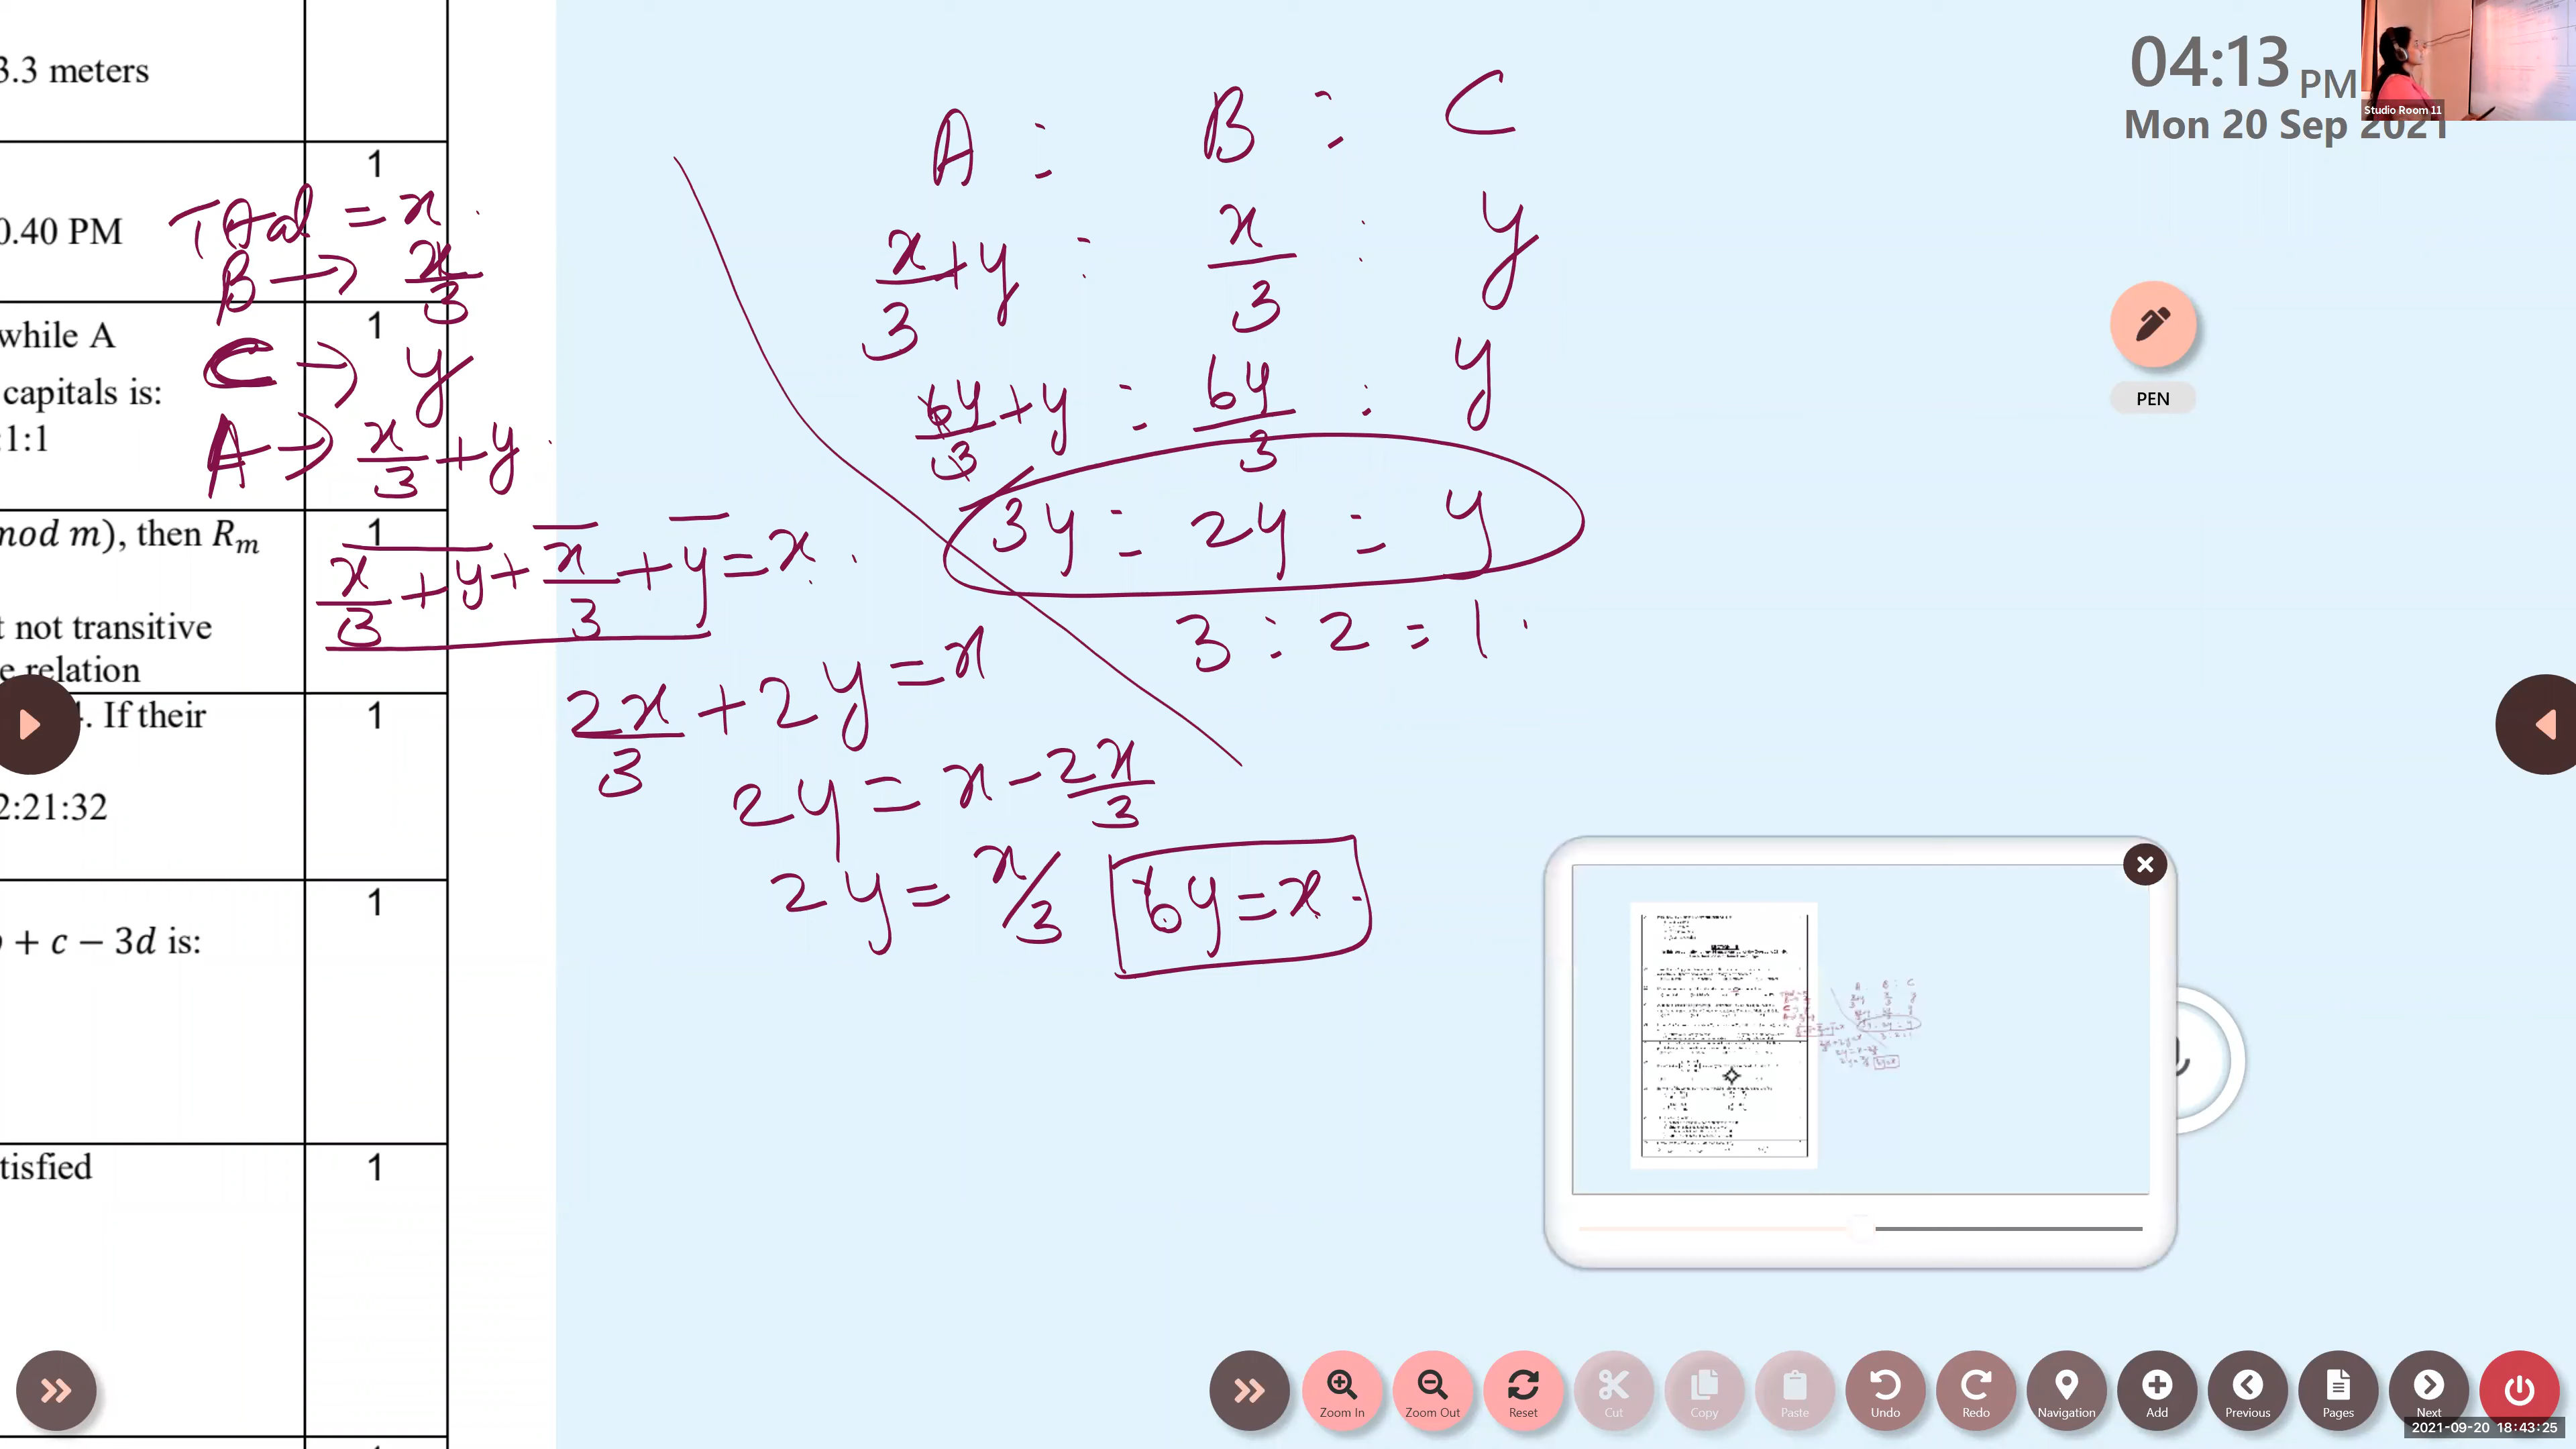 3.3 meters
1
0.40 PM
1
while A
capitals is:
:1:1
1
mod m), then Rₘ
t not transitive
e relation
1
. If their
2:21:32
1
+ c − 3d is:
1
tisfied
Total = x
B → x/3
C → y
A → x/3 + y
x/3 + y + x/3 + y = x
2x/3 + 2y = x
2y = x - 2x/3
2y = x/3
6y = x
A : B : C
x/3 + y : x/3 : y
6y/3 + y : 6y/3 : y
3y : 2y : y
3 : 2 : 1
04:13 PM
Mon 20 Sep 2021
Studio Room 11
PEN
Zoom In
Zoom Out
Reset
Cut
Copy
Paste
Undo
Redo
Navigation
Add
Previous
Pages
Next
2021-09-20 18:43:25